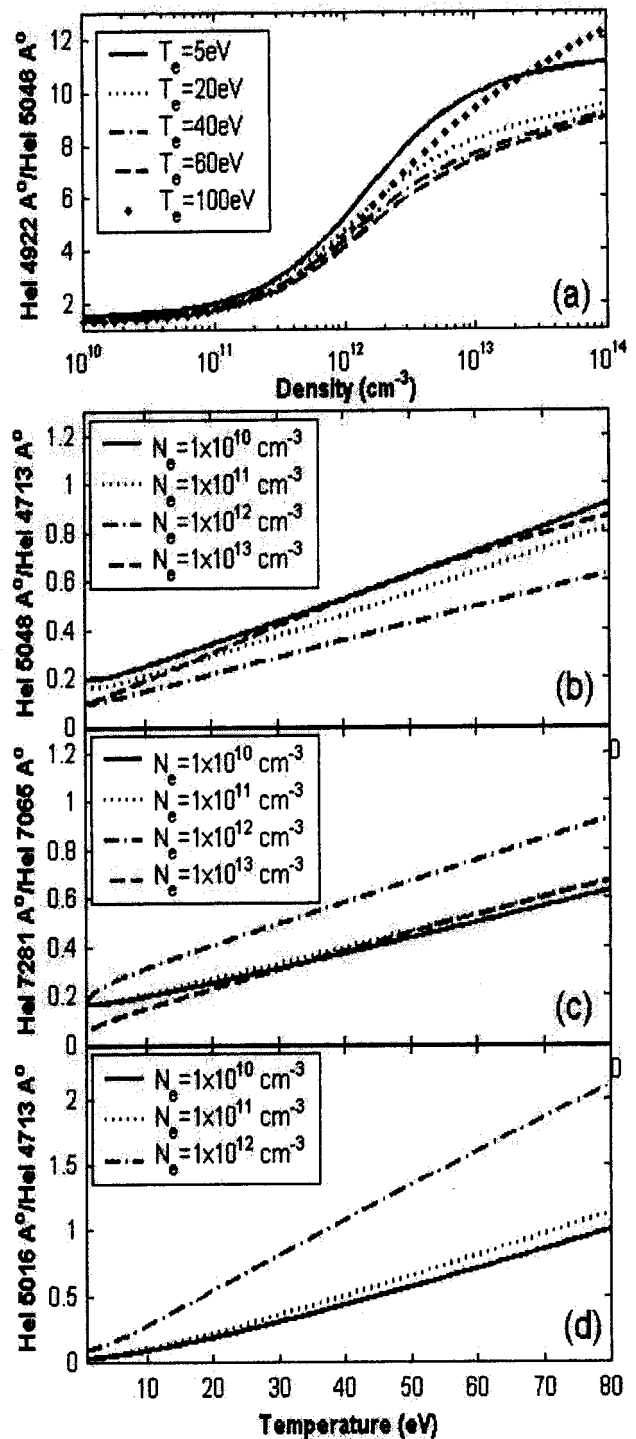 HeI 4922 A°/HeI 5048 A°
12
10
8
6
4
2
T_e=5eV
T_e=20eV
T_e=40eV
T_e=60eV
T_e=100eV
(a)
10^10
10^11
10^12
10^13
10^14
Density (cm^-3)
HeI 5048 A°/HeI 4713 A°
1.2
1
0.8
0.6
0.4
0.2
0
N_e=1x10^10 cm^-3
N_e=1x10^11 cm^-3
N_e=1x10^12 cm^-3
N_e=1x10^13 cm^-3
(b)
HeI 7281 A°/HeI 7065 A°
1.2
1
0.8
0.6
0.4
0.2
0
N_e=1x10^10 cm^-3
N_e=1x10^11 cm^-3
N_e=1x10^12 cm^-3
N_e=1x10^13 cm^-3
0
(c)
HeI 5016 A°/HeI 4713 A°
2
1.5
1
0.5
0
N_e=1x10^10 cm^-3
N_e=1x10^11 cm^-3
N_e=1x10^12 cm^-3
0
(d)
10
20
30
40
50
60
70
80
Temperature (eV)